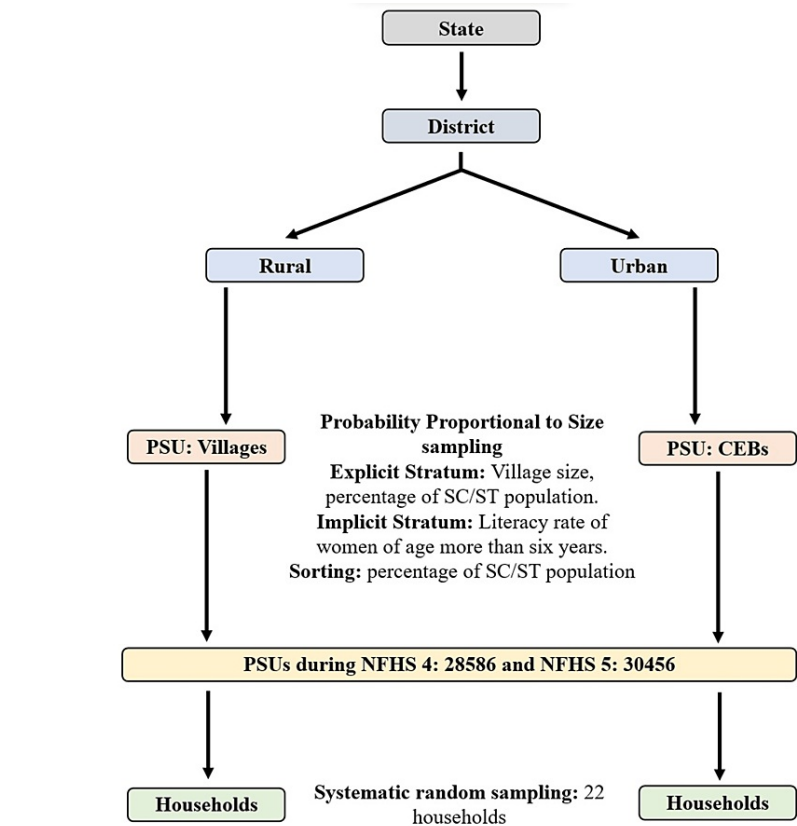 State
District
Rural
Urban
PSU: Villages
Probability Proportional to Size
sampling
Explicit Stratum: Village size,
percentage of SC/ST population.
Implicit Stratum: Literacy rate of
women of age more than six years.
Sorting: percentage of SC/ST population
PSU: CEBs
PSUs during NFHS 4: 28586 and NFHS 5: 30456
Households
Systematic random sampling: 22
households
Households